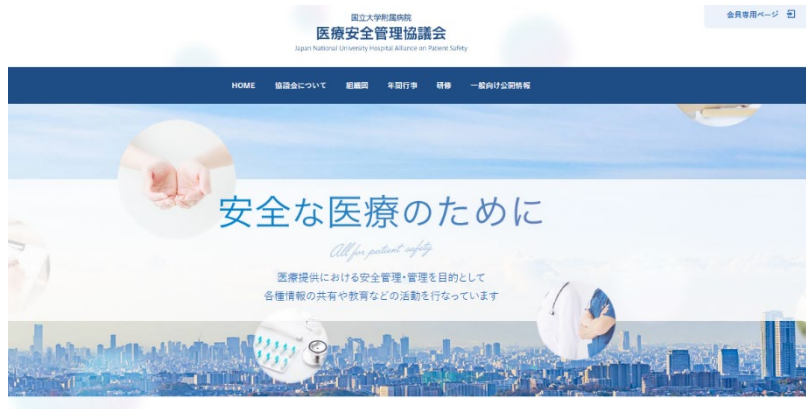 国立大学附属病院
医療安全管理協議会
Japan National University Hospital Alliance on Patient Safety
会員専用ページ
HOME 協議会について 組織図 年間行事 研修 一般向け公開情報
安全な医療のために
All for patient safety
医療提供における安全管理・管理を目的として
各種情報の共有や教育などの活動を行なっています